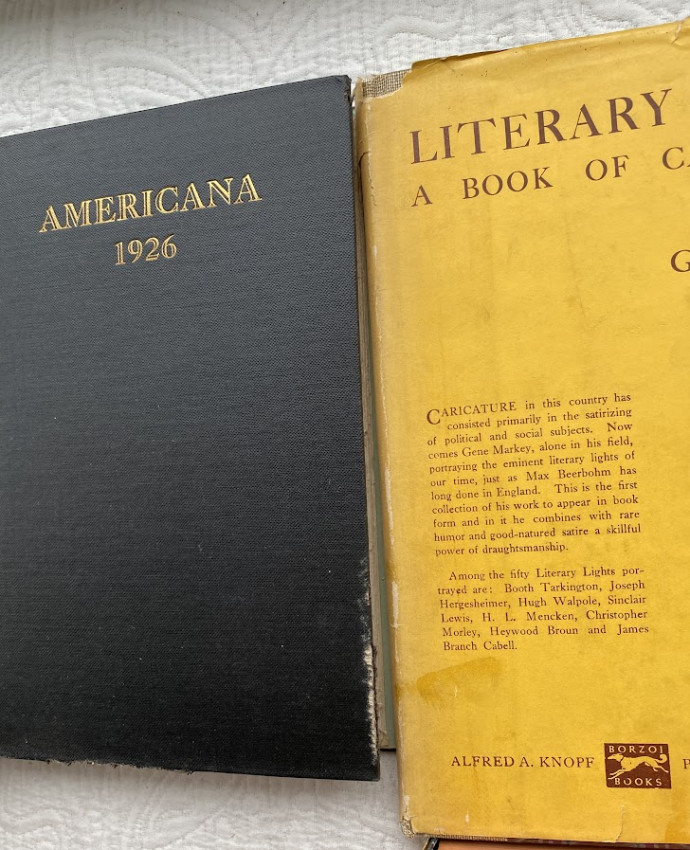 AMERICANA
1926
LITERARY
A BOOK OF CA
G
CARICATURE in this country has
consisted primarily in the satirizing
of political and social subjects. Now
comes Gene Markey, alone in his field,
portraying the eminent literary lights of
our time, just as Max Beerbohm has
long done in England. This is the first
collection of his work to appear in book
form and in it he combines with rare
humor and good-natured satire a skillful
power of draughtsmanship.
Among the fifty Literary Lights por-
trayed are: Booth Tarkington, Joseph
Hergesheimer, Hugh Walpole, Sinclair
Lewis, H. L. Mencken, Christopher
Morley, Heywood Broun and James
Branch Cabell.
ALFRED A. KNOPF
BORZOI
BOOKS
P